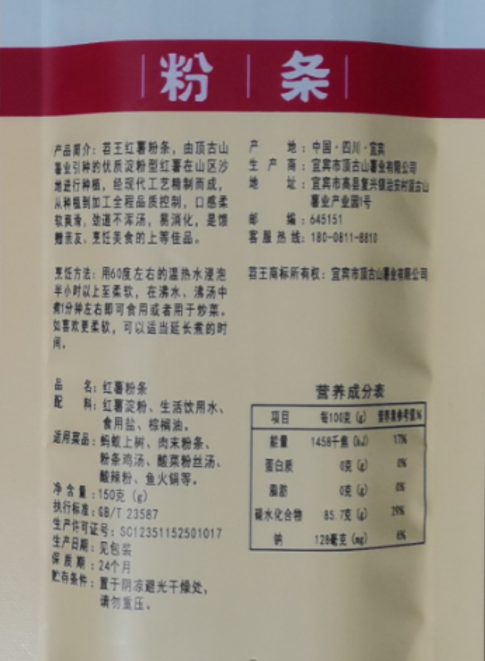 粉 条
产品简介：苕王红薯粉条，由顶古山
薯业引种的优质淀粉型红薯在山区沙
地进行种植，经现代工艺精制而成，
从种植到加工全程品质控制，口感柔
软爽滑，劲道不浑汤，易消化，是馈
赠亲友、烹饪美食的上等佳品。
烹饪方法：用60度左右的温热水浸泡
半小时以上至柔软，在沸水、沸汤中
煮1分钟左右即可食用或者用于炒菜。
如喜欢更柔软，可以适当延长煮的时
间。
品 名：红薯粉条
配 料：红薯淀粉、生活饮用水、
食用盐、棕榈油。
适用菜品：蚂蚁上树、肉末粉条、
粉条鸡汤、酸菜粉丝汤、
酸辣粉、鱼火锅等。
净 含 量：150克（g）
执行标准：GB/T 23587
生产许可证号：SC12351152501017
生产日期：见包装
保 质 期：24个月
贮存条件：置于阴凉避光干燥处，
请勿重压。
产 地：中国·四川·宜宾
生 产 商：宜宾市顶古山薯业有限公司
地 址：宜宾市高县复兴镇治安村顶古山
薯业产业园1号
邮 编：645151
客 服 热 线：180-0811-8810
苕王商标所有权：宜宾市顶古山薯业有限公司
营养成分表
项目 每100克（g） 营养素参考值%
能量 1458千焦（kJ） 17%
蛋白质 0克（g） 0%
脂肪 0克（g） 0%
碳水化合物 85.7克（g） 29%
钠 128毫克（mg） 6%